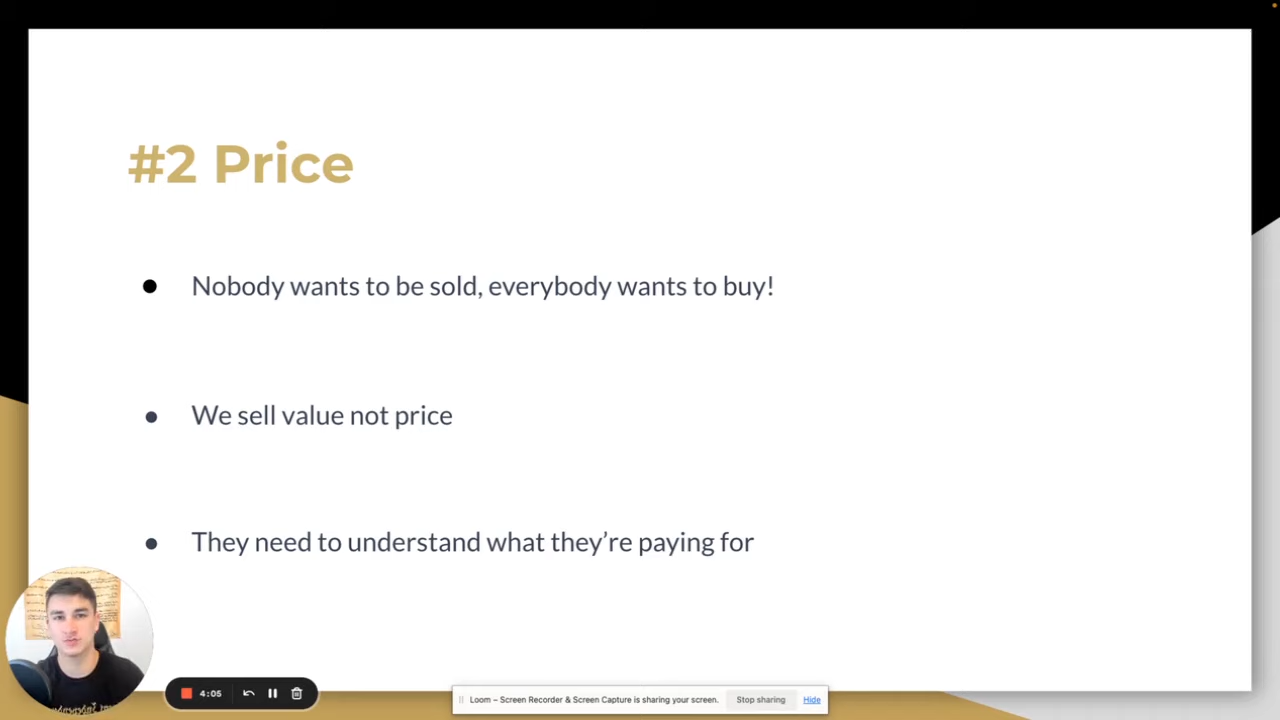 #2 Price
● Nobody wants to be sold, everybody wants to buy!
● We sell value not price
● They need to understand what they're paying for
4:05
Loom – Screen Recorder & Screen Capture is sharing your screen. Stop sharing Hide